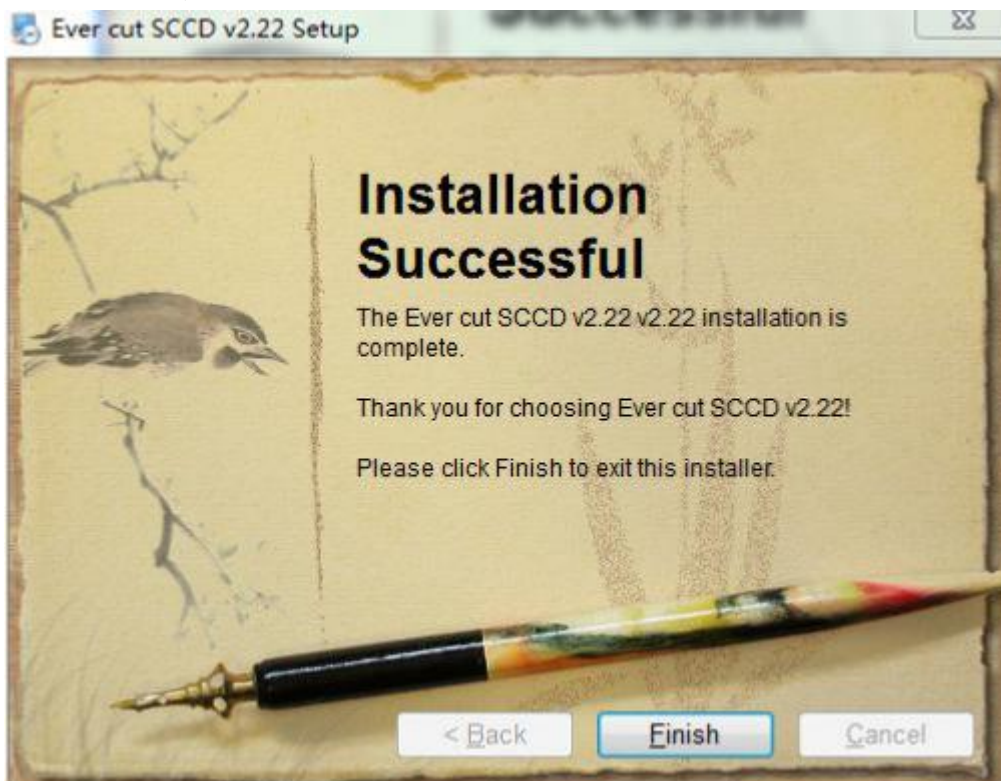 Ever cut SCCD v2.22 Setup
Installation
Successful
The Ever cut SCCD v2.22 v2.22 installation is
complete.
Thank you for choosing Ever cut SCCD v2.22!
Please click Finish to exit this installer.
< Back
Finish
Cancel